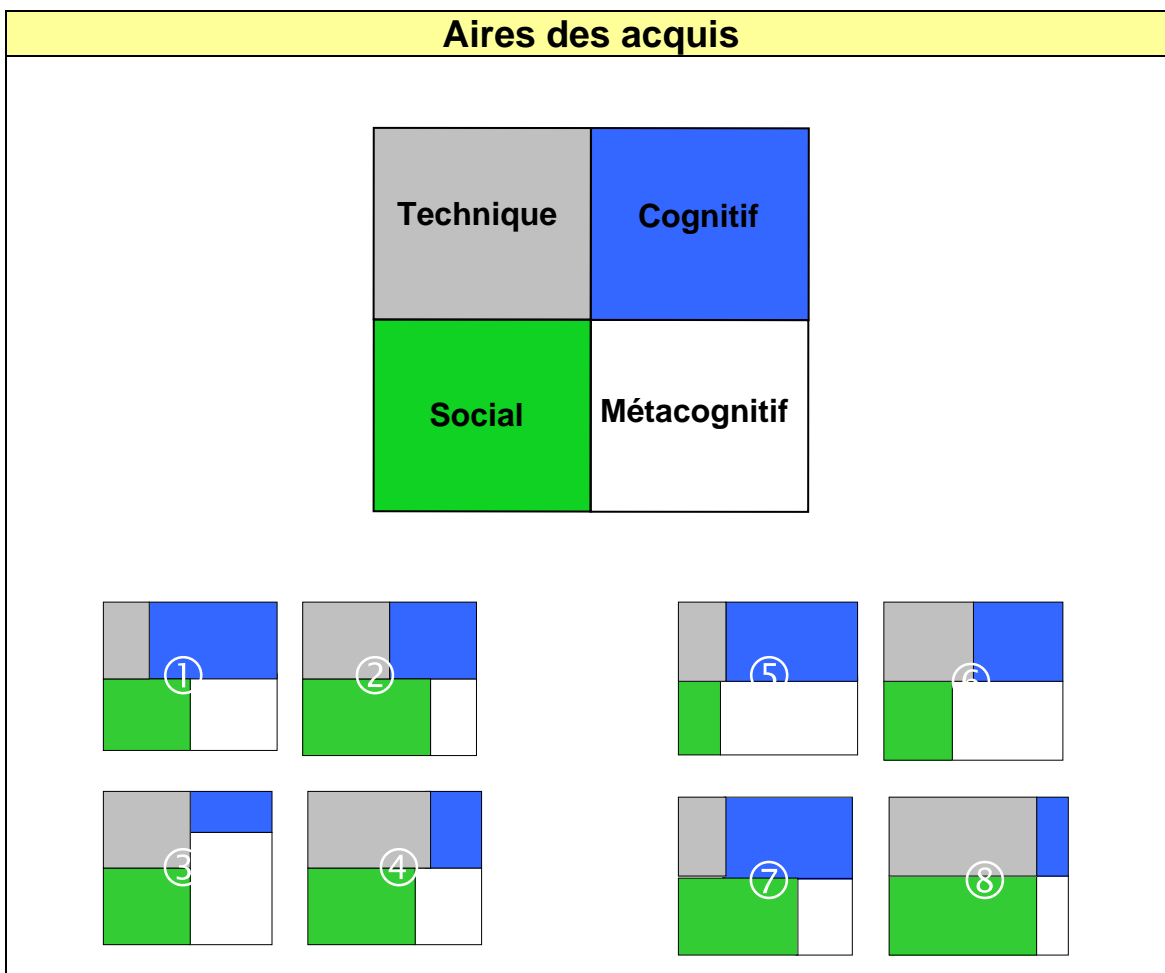 Aires des acquis
Technique
Cognitif
Social
Métacognitif
①
②
⑤
⑥
③
④
⑦
⑧